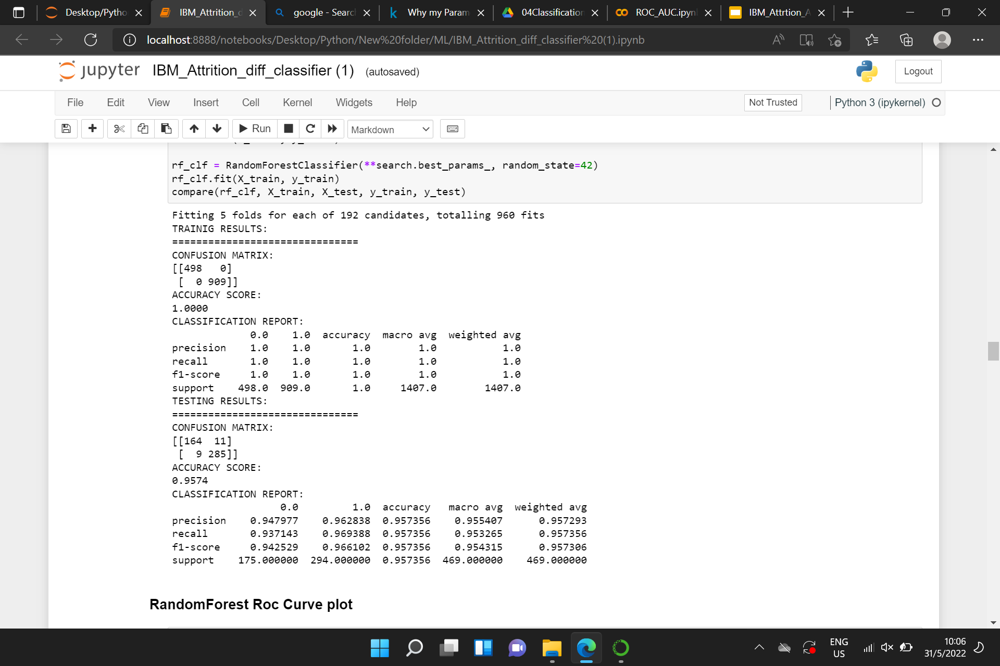 Desktop/Pytho
IBM_Attrition_d
google - Searc
Why my Param
04Classification
ROC_AUC.ipyn
IBM_Attrtion_A
localhost:8888/notebooks/Desktop/Python/New%20folder/ML/IBM_Attrition_diff_classifier%20(1).ipynb
jupyter IBM_Attrition_diff_classifier (1) (autosaved)
Logout
File Edit View Insert Cell Kernel Widgets Help
Not Trusted
Python 3 (ipykernel)
Run
Markdown
rf_clf = RandomForestClassifier(**search.best_params_, random_state=42)
rf_clf.fit(X_train, y_train)
compare(rf_clf, X_train, X_test, y_train, y_test)
Fitting 5 folds for each of 192 candidates, totalling 960 fits
TRAINIG RESULTS:
===============================
CONFUSION MATRIX:
[[498   0]
 [  0 909]]
ACCURACY SCORE:
1.0000
CLASSIFICATION REPORT:
0.0 1.0 accuracy macro avg weighted avg
precision 1.0 1.0 1.0 1.0 1.0
recall 1.0 1.0 1.0 1.0 1.0
f1-score 1.0 1.0 1.0 1.0 1.0
support 498.0 909.0 1.0 1407.0 1407.0
TESTING RESULTS:
===============================
CONFUSION MATRIX:
[[164  11]
 [  9 285]]
ACCURACY SCORE:
0.9574
CLASSIFICATION REPORT:
0.0 1.0 accuracy macro avg weighted avg
precision 0.947977 0.962838 0.957356 0.955407 0.957293
recall 0.937143 0.969388 0.957356 0.953265 0.957356
f1-score 0.942529 0.966102 0.957356 0.954315 0.957306
support 175.000000 294.000000 0.957356 469.000000 469.000000
RandomForest Roc Curve plot
ENG
US
10:06
31/5/2022